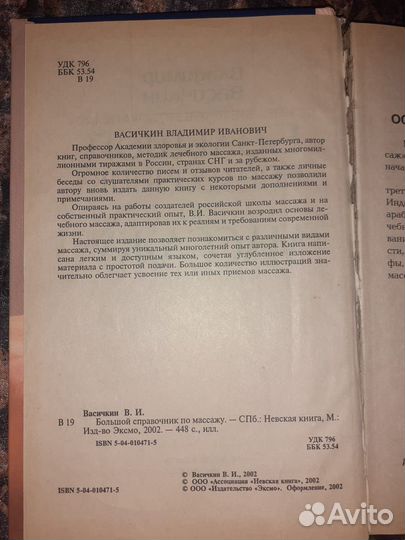 УДК 796
ББК 53.54
В 19
ВАСИЧКИН ВЛАДИМИР ИВАНОВИЧ
Профессор Академии здоровья и экологии Санкт-Петербурга, автор
книг, справочников, методик лечебного массажа, изданных многомил-
лионными тиражами в России, странах СНГ и за рубежом.
Огромное количество писем и отзывов читателей, а также личные
беседы со слушателями практических курсов по массажу позволили
автору вновь издать данную книгу с некоторыми дополнениями и
примечаниями.
Опираясь на работы создателей российской школы массажа и на
собственный практический опыт, В.И. Васичкин возродил основы ле-
чебного массажа, адаптировав их к реалиям и требованиям современной
жизни.
Настоящее издание позволяет познакомиться с различными видами
массажа, суммируя уникальный многолетний опыт автора. Книга напи-
сана легким и доступным языком, сочетая углубленное изложение
материала с простотой подачи. Большое количество иллюстраций зна-
чительно облегчает усвоение тех или иных приемов массажа.
Васичкин В. И.
В 19 Большой справочник по массажу. — СПб.: Невская книга, М.:
Изд-во Эксмо, 2002. — 448 с., илл.
ISBN 5-04-010471-5
УДК 796
ББК 53.54
© Васичкин В. И., 2002
© ООО «Ассоциация «Невская книга», 2002
ISBN 5-04-010471-5 © ООО «Издательство «Эксмо». Оформление, 2002
Avito